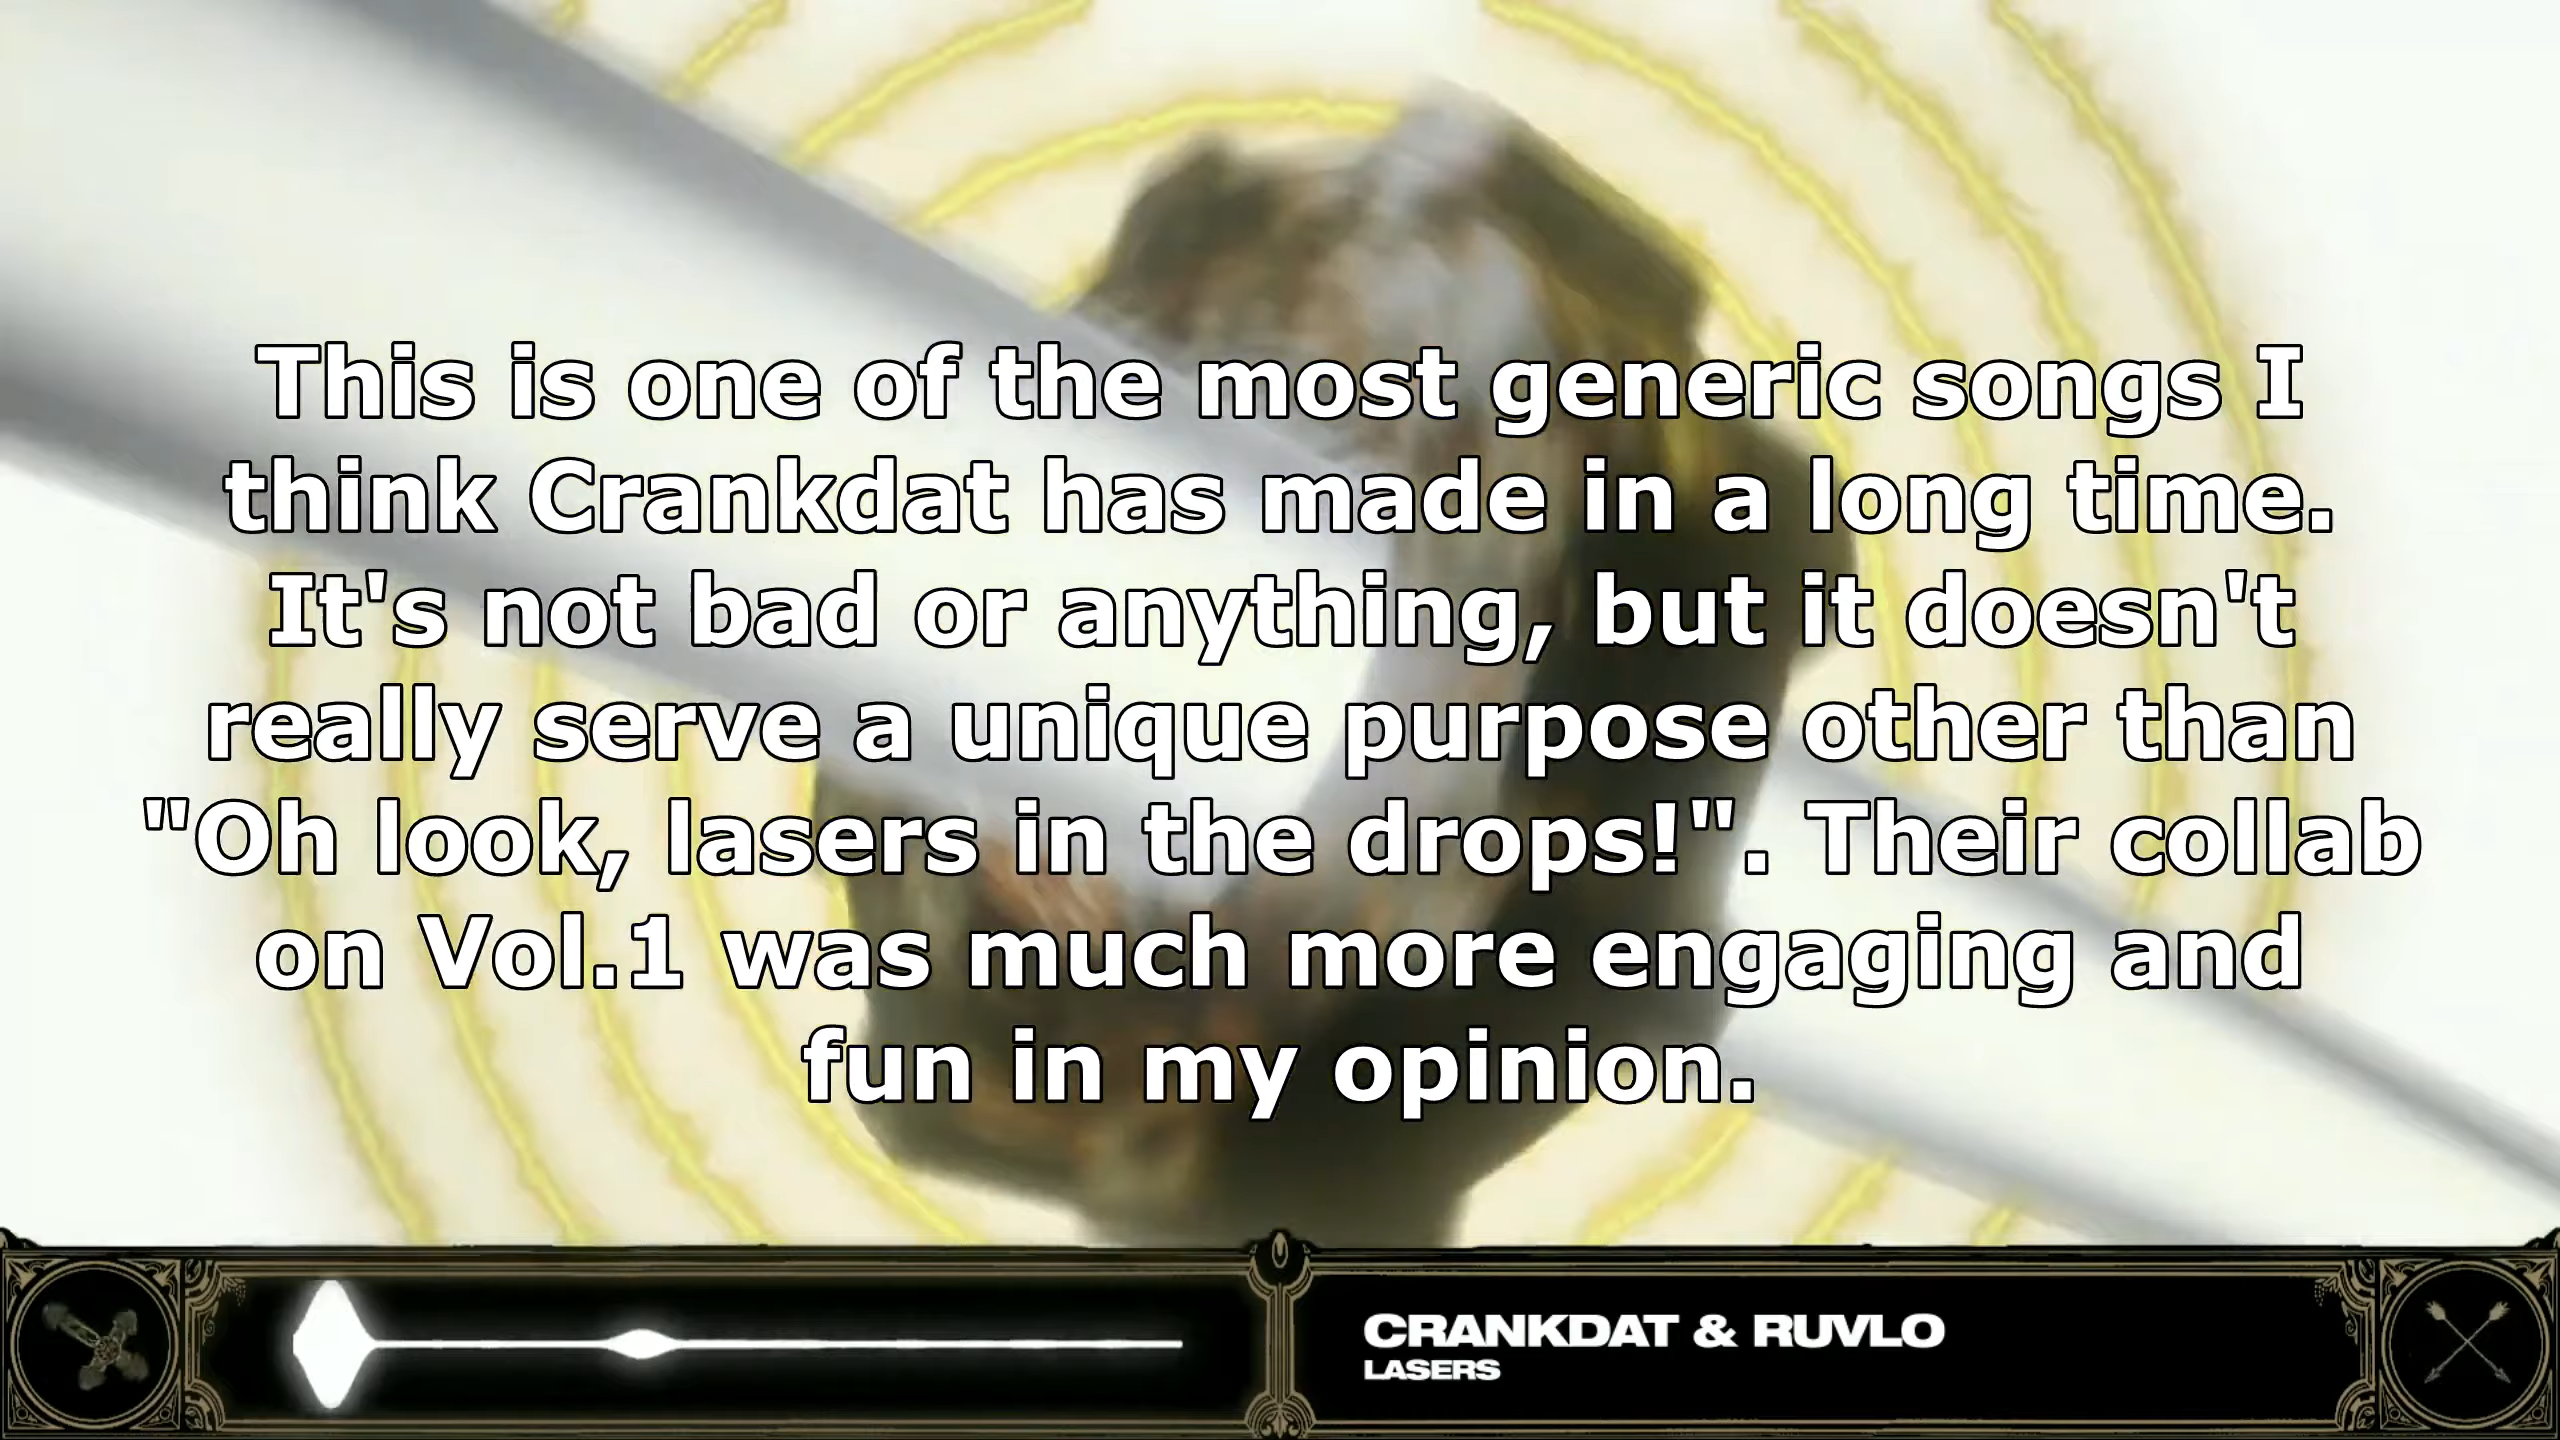 This is one of the most generic songs I
think Crankdat has made in a long time.
It's not bad or anything, but it doesn't
really serve a unique purpose other than
"Oh look, lasers in the drops!". Their collab
on Vol.1 was much more engaging and
fun in my opinion.
CRANKDAT & RUVLO
LASERS